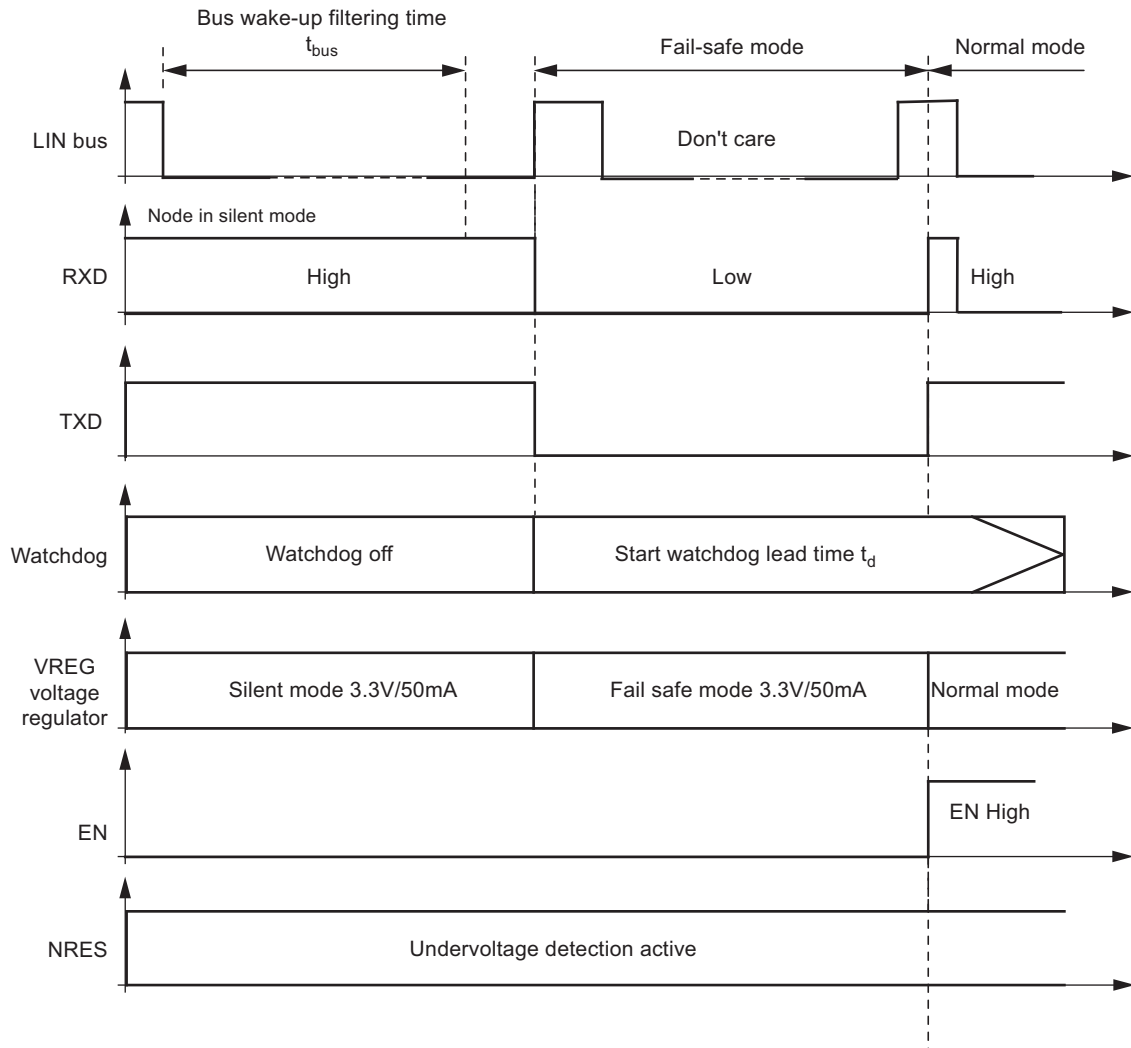 Bus wake-up filtering time
tbus
Fail-safe mode
Normal mode
LIN bus
Don't care
Node in silent mode
RXD
High
Low
High
TXD
Watchdog
Watchdog off
Start watchdog lead time td
VREG
voltage
regulator
Silent mode 3.3V/50mA
Fail safe mode 3.3V/50mA
Normal mode
EN
EN High
NRES
Undervoltage detection active